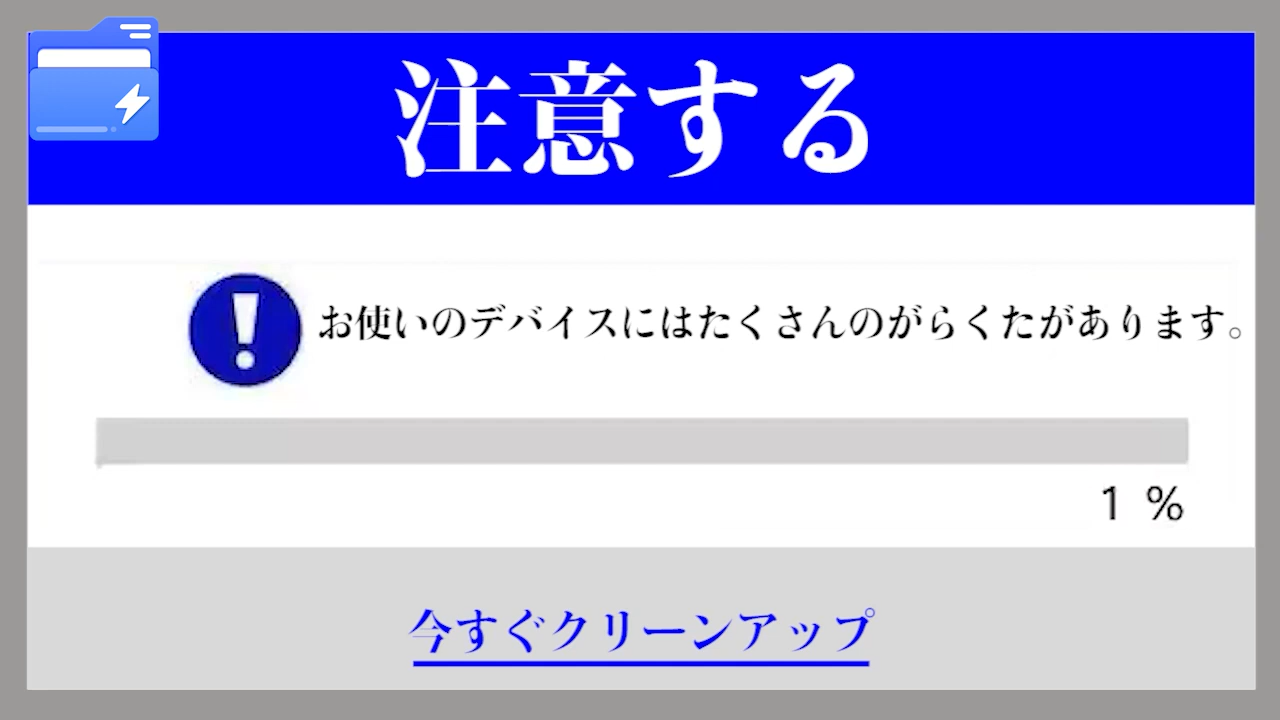 注意する
お使いのデバイスにはたくさんのがらくたがあります。
1 %
今すぐクリーンアップ